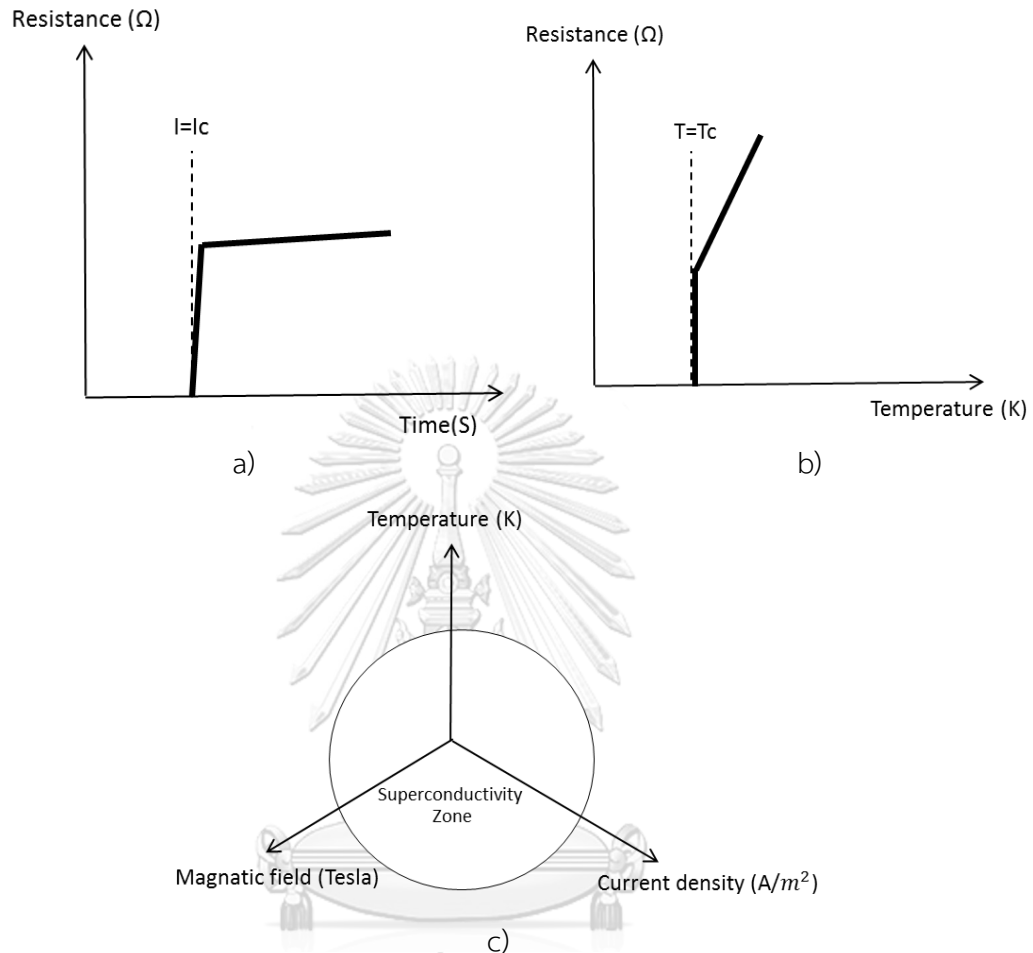 Resistance (Ω)
I=Ic
Time(S)
a)
Resistance (Ω)
T=Tc
Temperature (K)
b)
Temperature (K)
Superconductivity
Zone
Magnatic field (Tesla)
Current density (A/m²)
c)